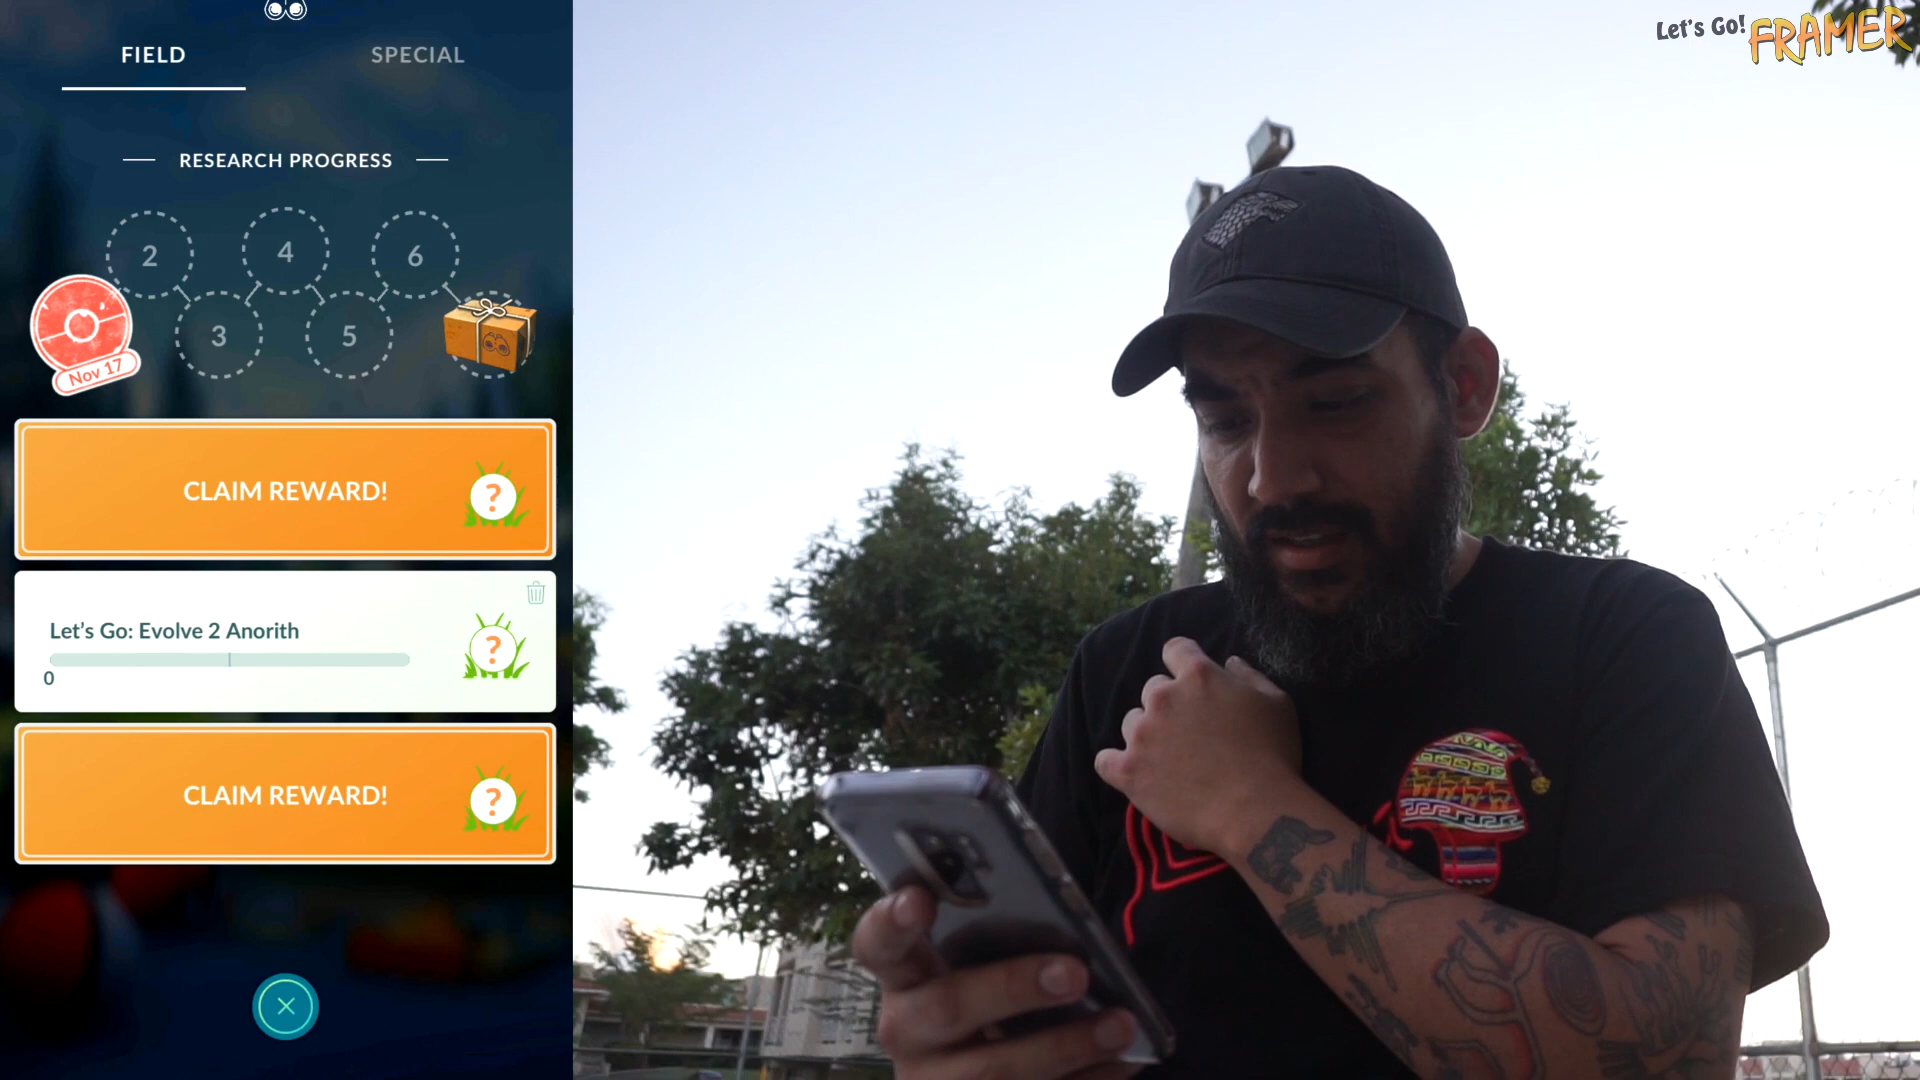 Let's Go! FRAMER
FIELD
SPECIAL
RESEARCH PROGRESS
2
4
6
3
5
Nov 17
CLAIM REWARD!
?
Let's Go: Evolve 2 Anorith
?
0
CLAIM REWARD!
?